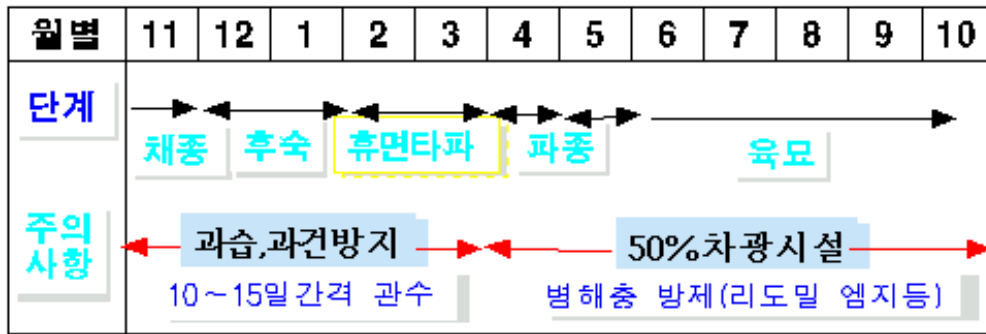 월별 11 12 1 2 3 4 5 6 7 8 9 10
단계
채종 후숙 휴면타파 파종 육묘
주의
사항
과습,과건방지 50%차광시설
10~15일간격 관수 병해충 방제(리도밀 엠지등)